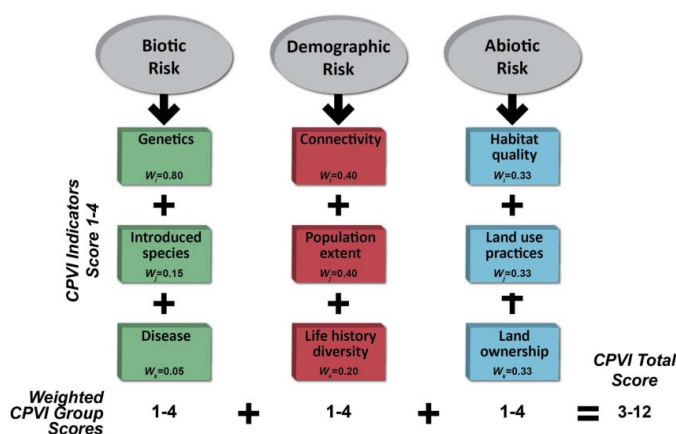 Biotic
Risk
Demographic
Risk
Abiotic
Risk
CPVI Indicators
Score 1-4
Genetics
Wᵢ=0.80
+
Introduced
species
Wⱼ=0.15
+
Disease
Wₖ=0.05
Connectivity
Wᵢ=0.40
+
Population
extent
Wⱼ=0.40
+
Life history
diversity
Wₖ=0.20
Habitat
quality
Wᵢ=0.33
+
Land use
practices
Wⱼ=0.33
+
Land
ownership
Wₖ=0.33
CPVI Total
Score
Weighted
CPVI Group
Scores
1-4 + 1-4 + 1-4 = 3-12